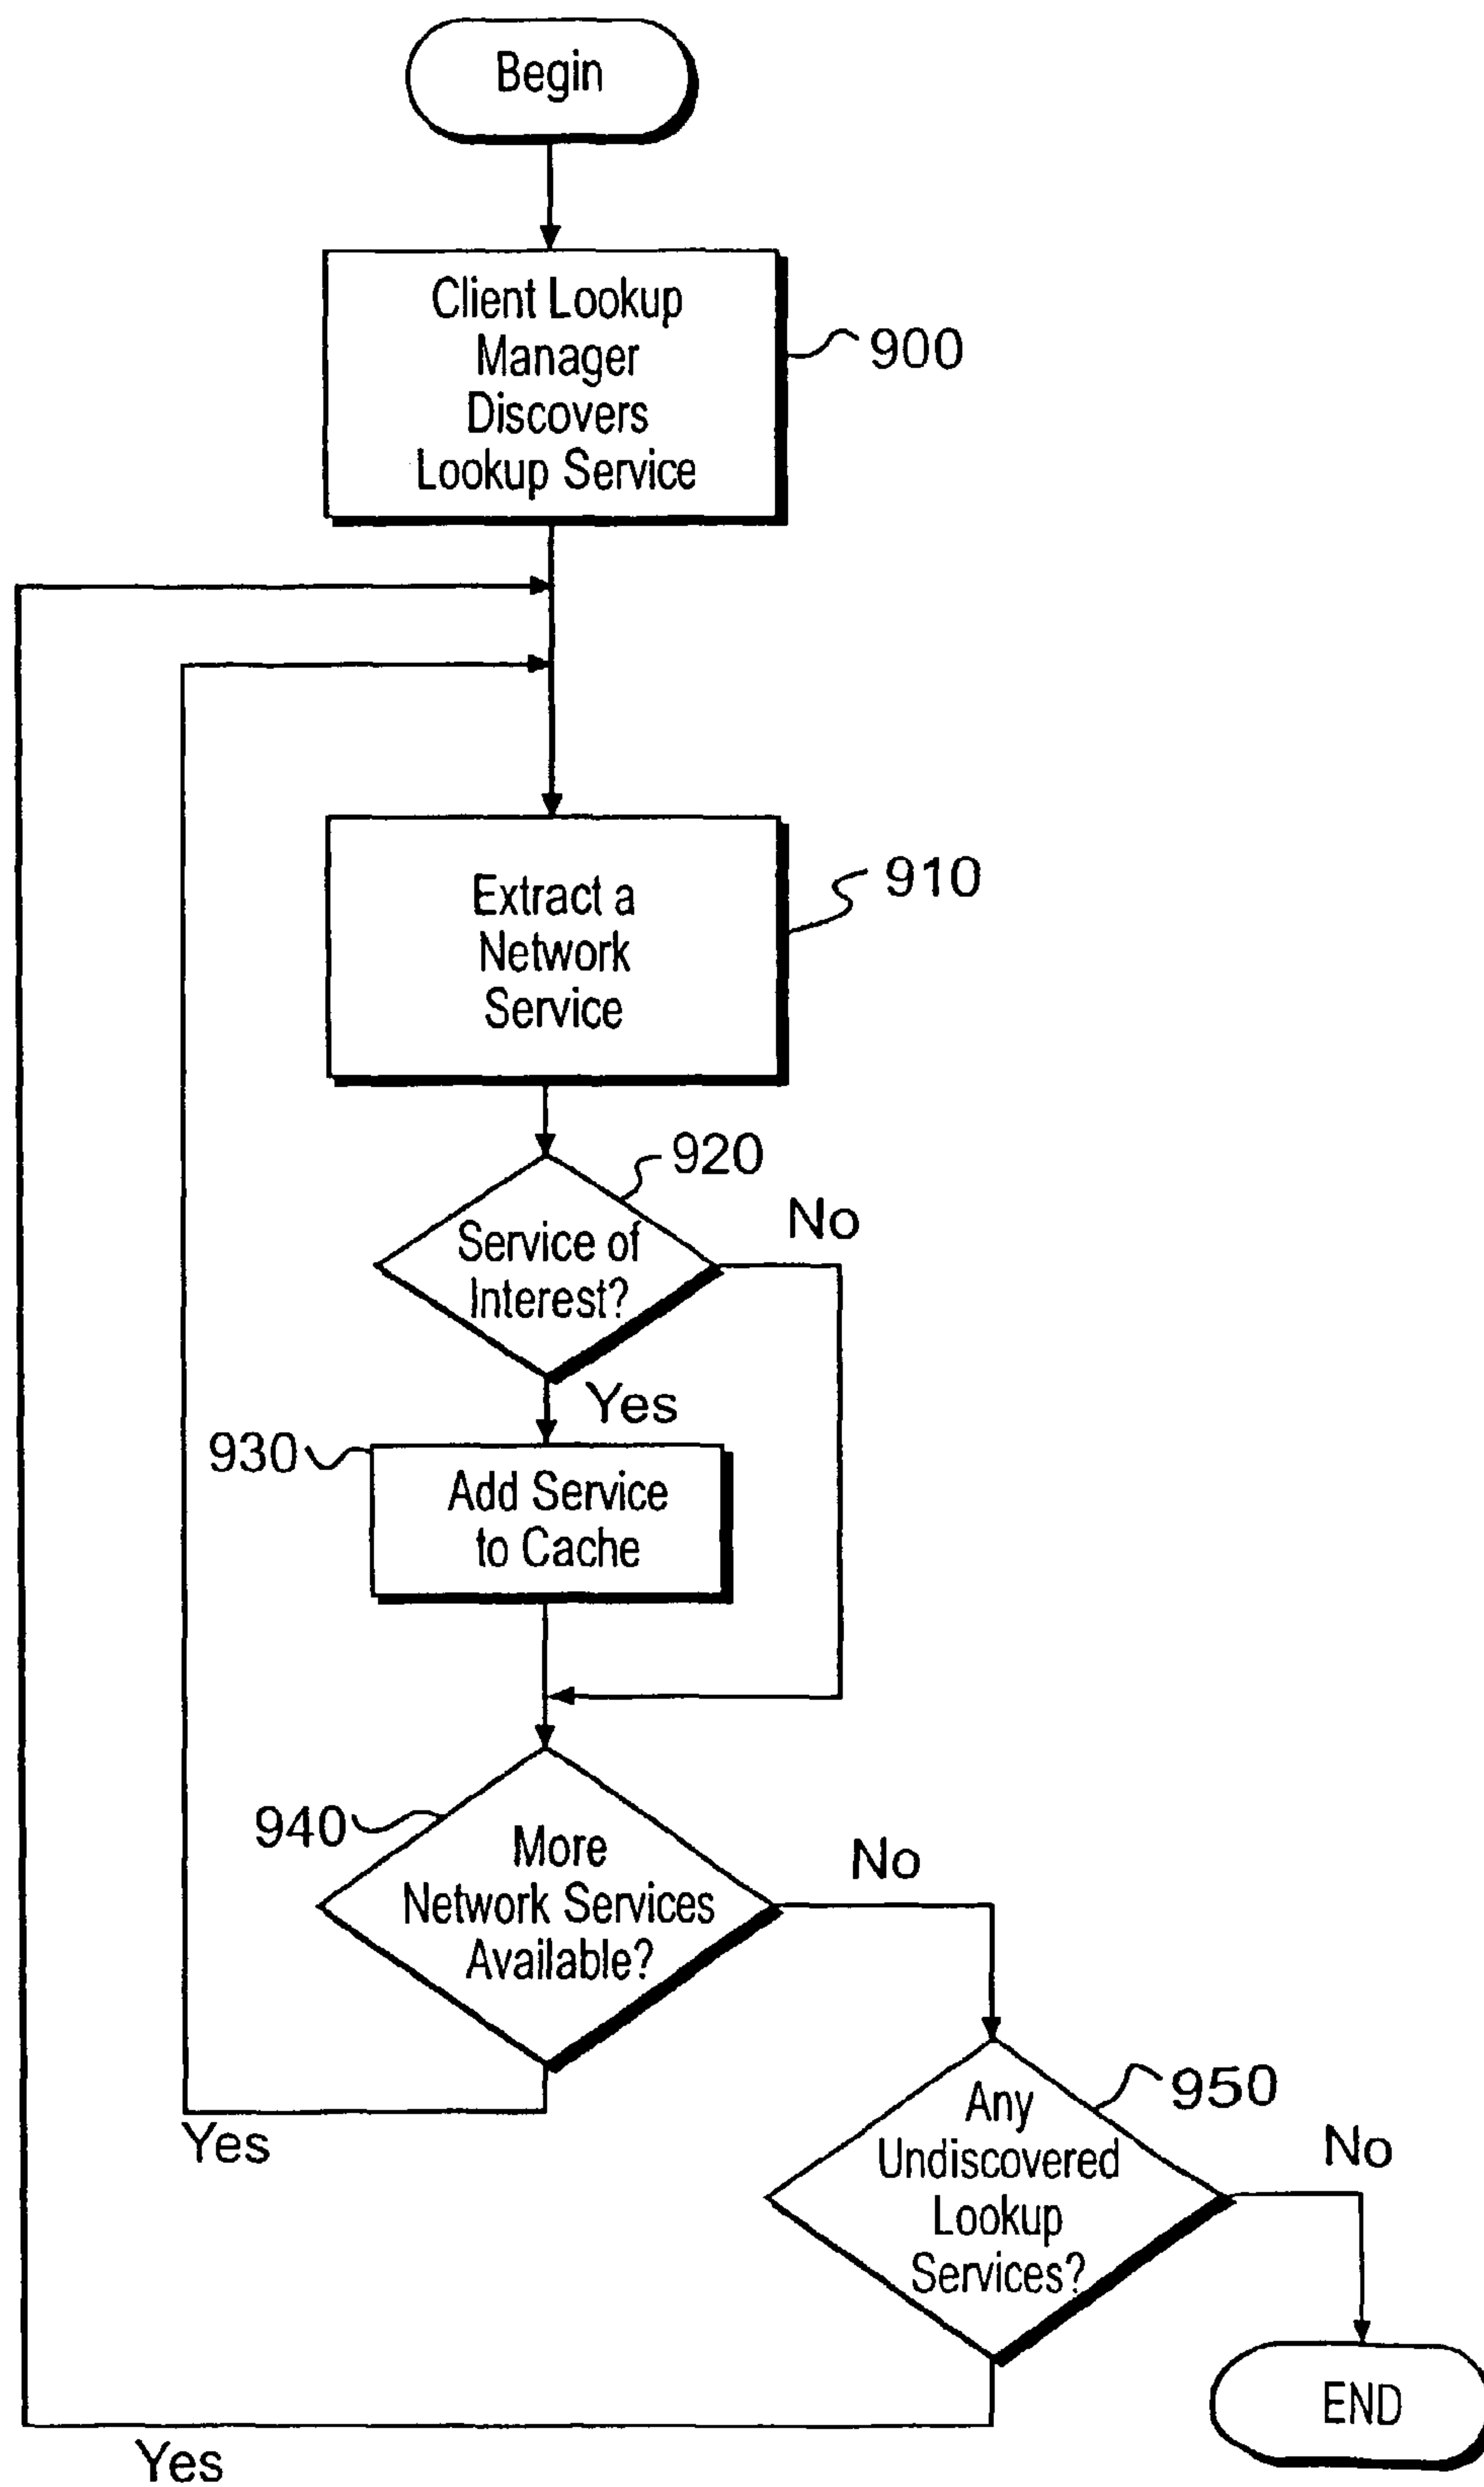 Begin
Client Lookup
Manager
Discovers
Lookup Service
900
Extract a
Network
Service
910
920
Service of
Interest?
No
Yes
930
Add Service
to Cache
940
More
Network Services
Available?
No
Yes
950
Any
Undiscovered
Lookup
Services?
No
Yes
END